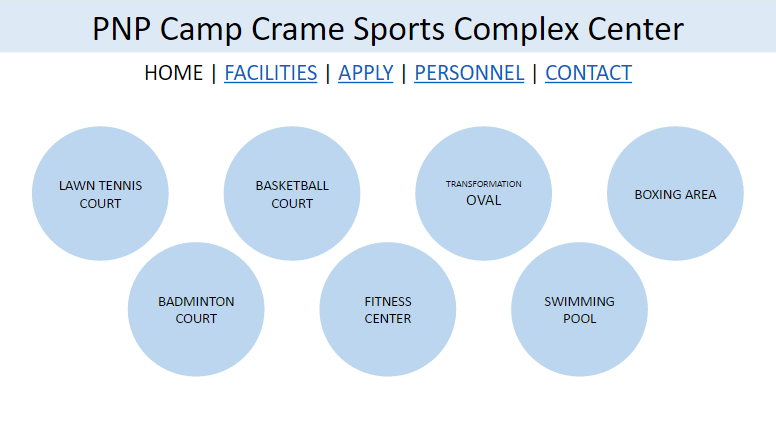 PNP Camp Crame Sports Complex Center
HOME | FACILITIES | APPLY | PERSONNEL | CONTACT
LAWN TENNIS
COURT
BASKETBALL
COURT
TRANSFORMATION
OVAL
BOXING AREA
BADMINTON
COURT
FITNESS
CENTER
SWIMMING
POOL